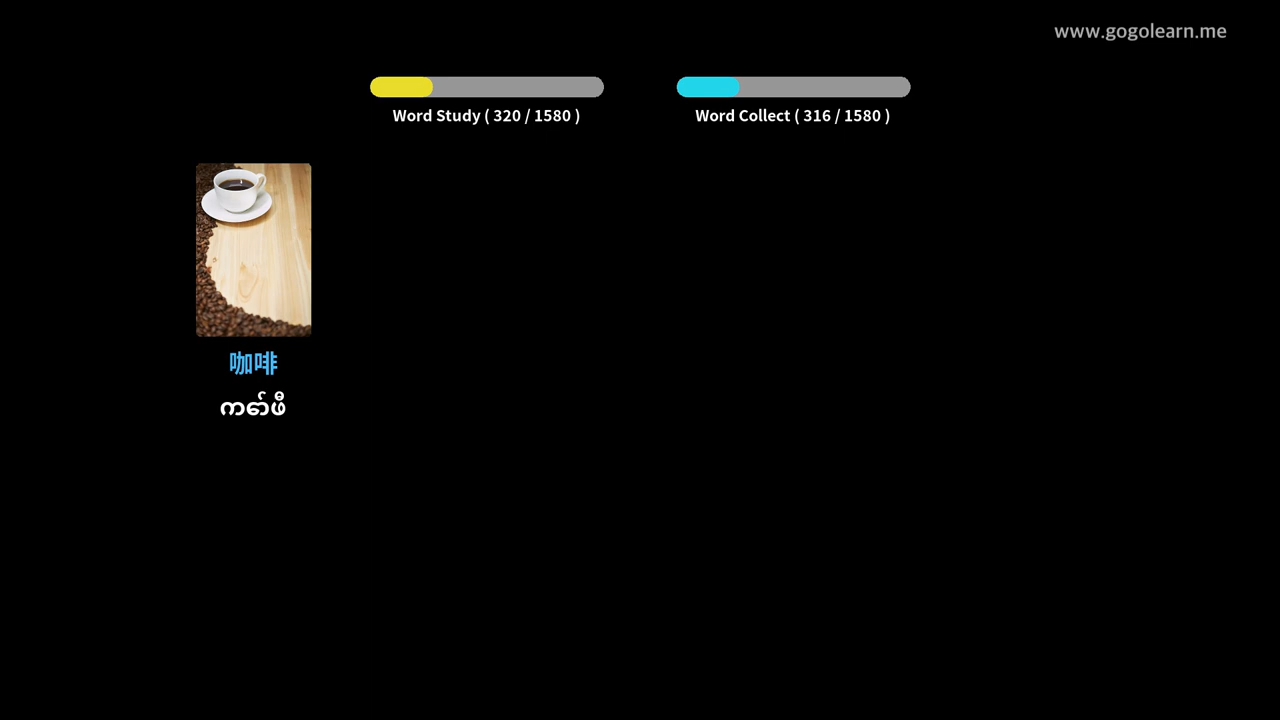 www.gogolearn.me
Word Study ( 320 / 1580 )
Word Collect ( 316 / 1580 )
咖啡
ကော်ဖီ